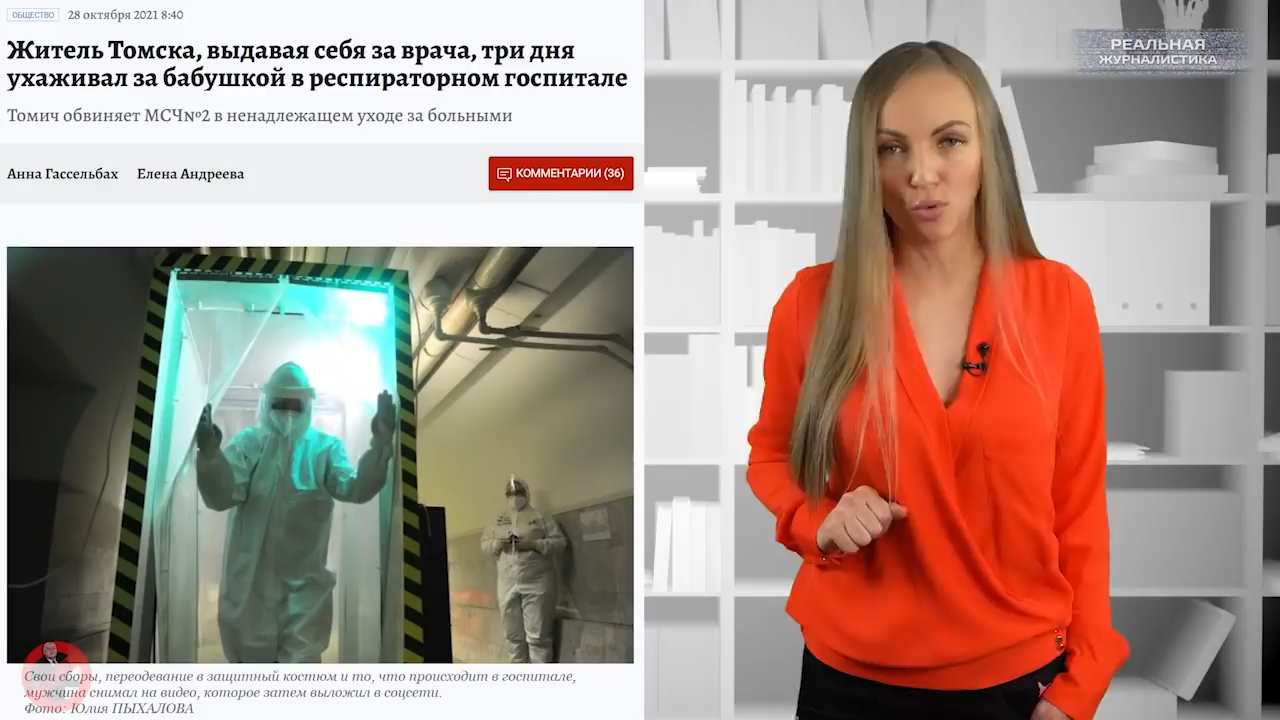 ОБЩЕСТВО 28 октября 2021 8:40
Житель Томска, выдавая себя за врача, три дня
ухаживал за бабушкой в респираторном госпитале
Томич обвиняет МСЧ№2 в ненадлежащем уходе за больными
Анна Гассельбах Елена Андреева
КОММЕНТАРИИ (36)
Свои сборы, переодевание в защитный костюм и то, что происходит в госпитале,
мужчина снимал на видео, которое затем выложил в соцсети.
Фото: Юлия ПЫХАЛОВА
РЕАЛЬНАЯ
ЖУРНАЛИСТИКА